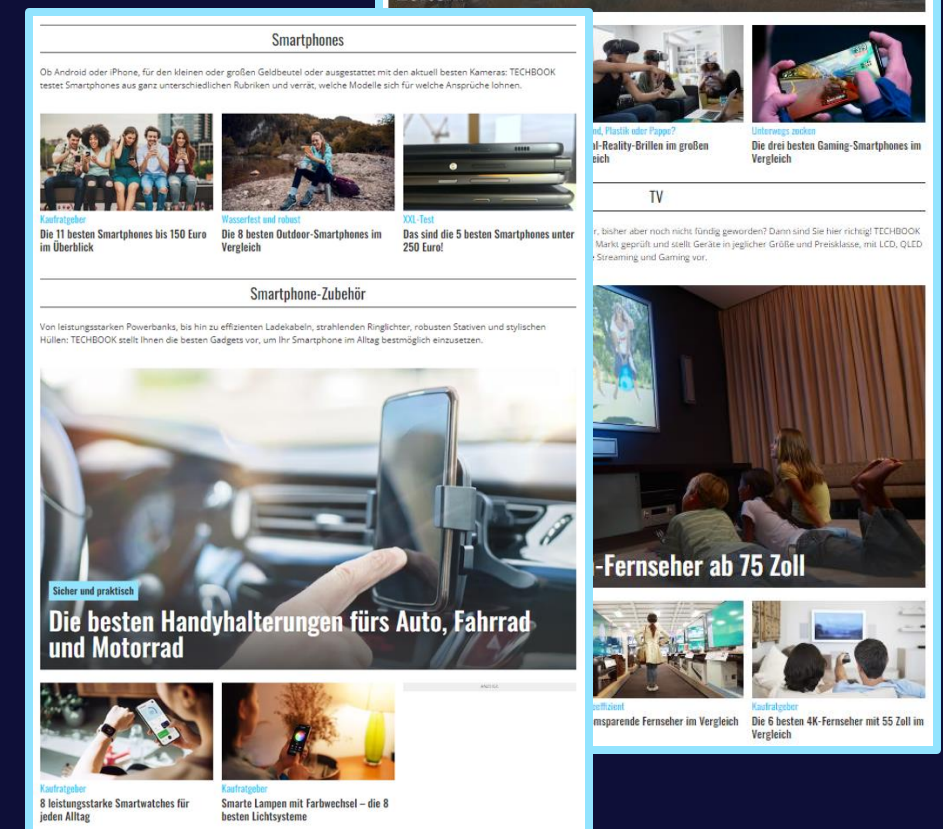 Smartphones
Ob Android oder iPhone, für den kleinen oder großen Geldbeutel oder ausgestattet mit den aktuell besten Kameras: TECHBOOK
testet Smartphones aus ganz unterschiedlichen Rubriken und verrät, welche Modelle sich für welche Ansprüche lohnen.
Kaufratgeber
Die 11 besten Smartphones bis 150 Euro
im Überblick
Wasserfest und robust
Die 8 besten Outdoor-Smartphones im
Vergleich
XXL-Test
Das sind die 5 besten Smartphones unter
250 Euro!
Smartphone-Zubehör
Von leistungsstarken Powerbanks, bis hin zu effizienten Ladekabeln, strahlenden Ringlichter, robusten Stativen und stylischen
Hüllen: TECHBOOK stellt Ihnen die besten Gadgets vor, um Ihr Smartphone im Alltag bestmöglich einzusetzen.
Sicher und praktisch
Die besten Handyhalterungen fürs Auto, Fahrrad
und Motorrad
Kaufratgeber
8 leistungsstarke Smartwatches für
jeden Alltag
Kaufratgeber
Smarte Lampen mit Farbwechsel – die 8
besten Lichtsysteme
Plastik oder Pappe?
al-Reality-Brillen im großen
eich
Unterwegs zocken
Die drei besten Gaming-Smartphones im
Vergleich
TV
r, bisher aber noch nicht fündig geworden? Dann sind Sie hier richtig! TECHBOOK
Markt geprüft und stellt Geräte in jeglicher Größe und Preisklasse, mit LCD, QLED
Streaming und Gaming vor.
-Fernseher ab 75 Zoll
effizient
msparende Fernseher im Vergleich
Kaufratgeber
Die 6 besten 4K-Fernseher mit 55 Zoll im
Vergleich